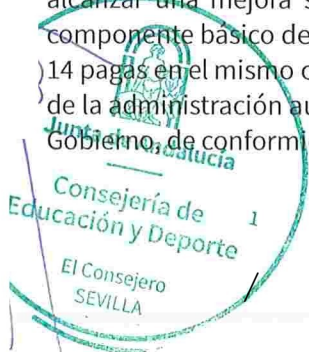 alcanzar una mejora s
componente básico de
14 pagas en el mismo
de la administración au
Gobierno, de conformi
Junta de Andalucía
Consejería de
Educación y Deporte
1
El Consejero
SEVILLA